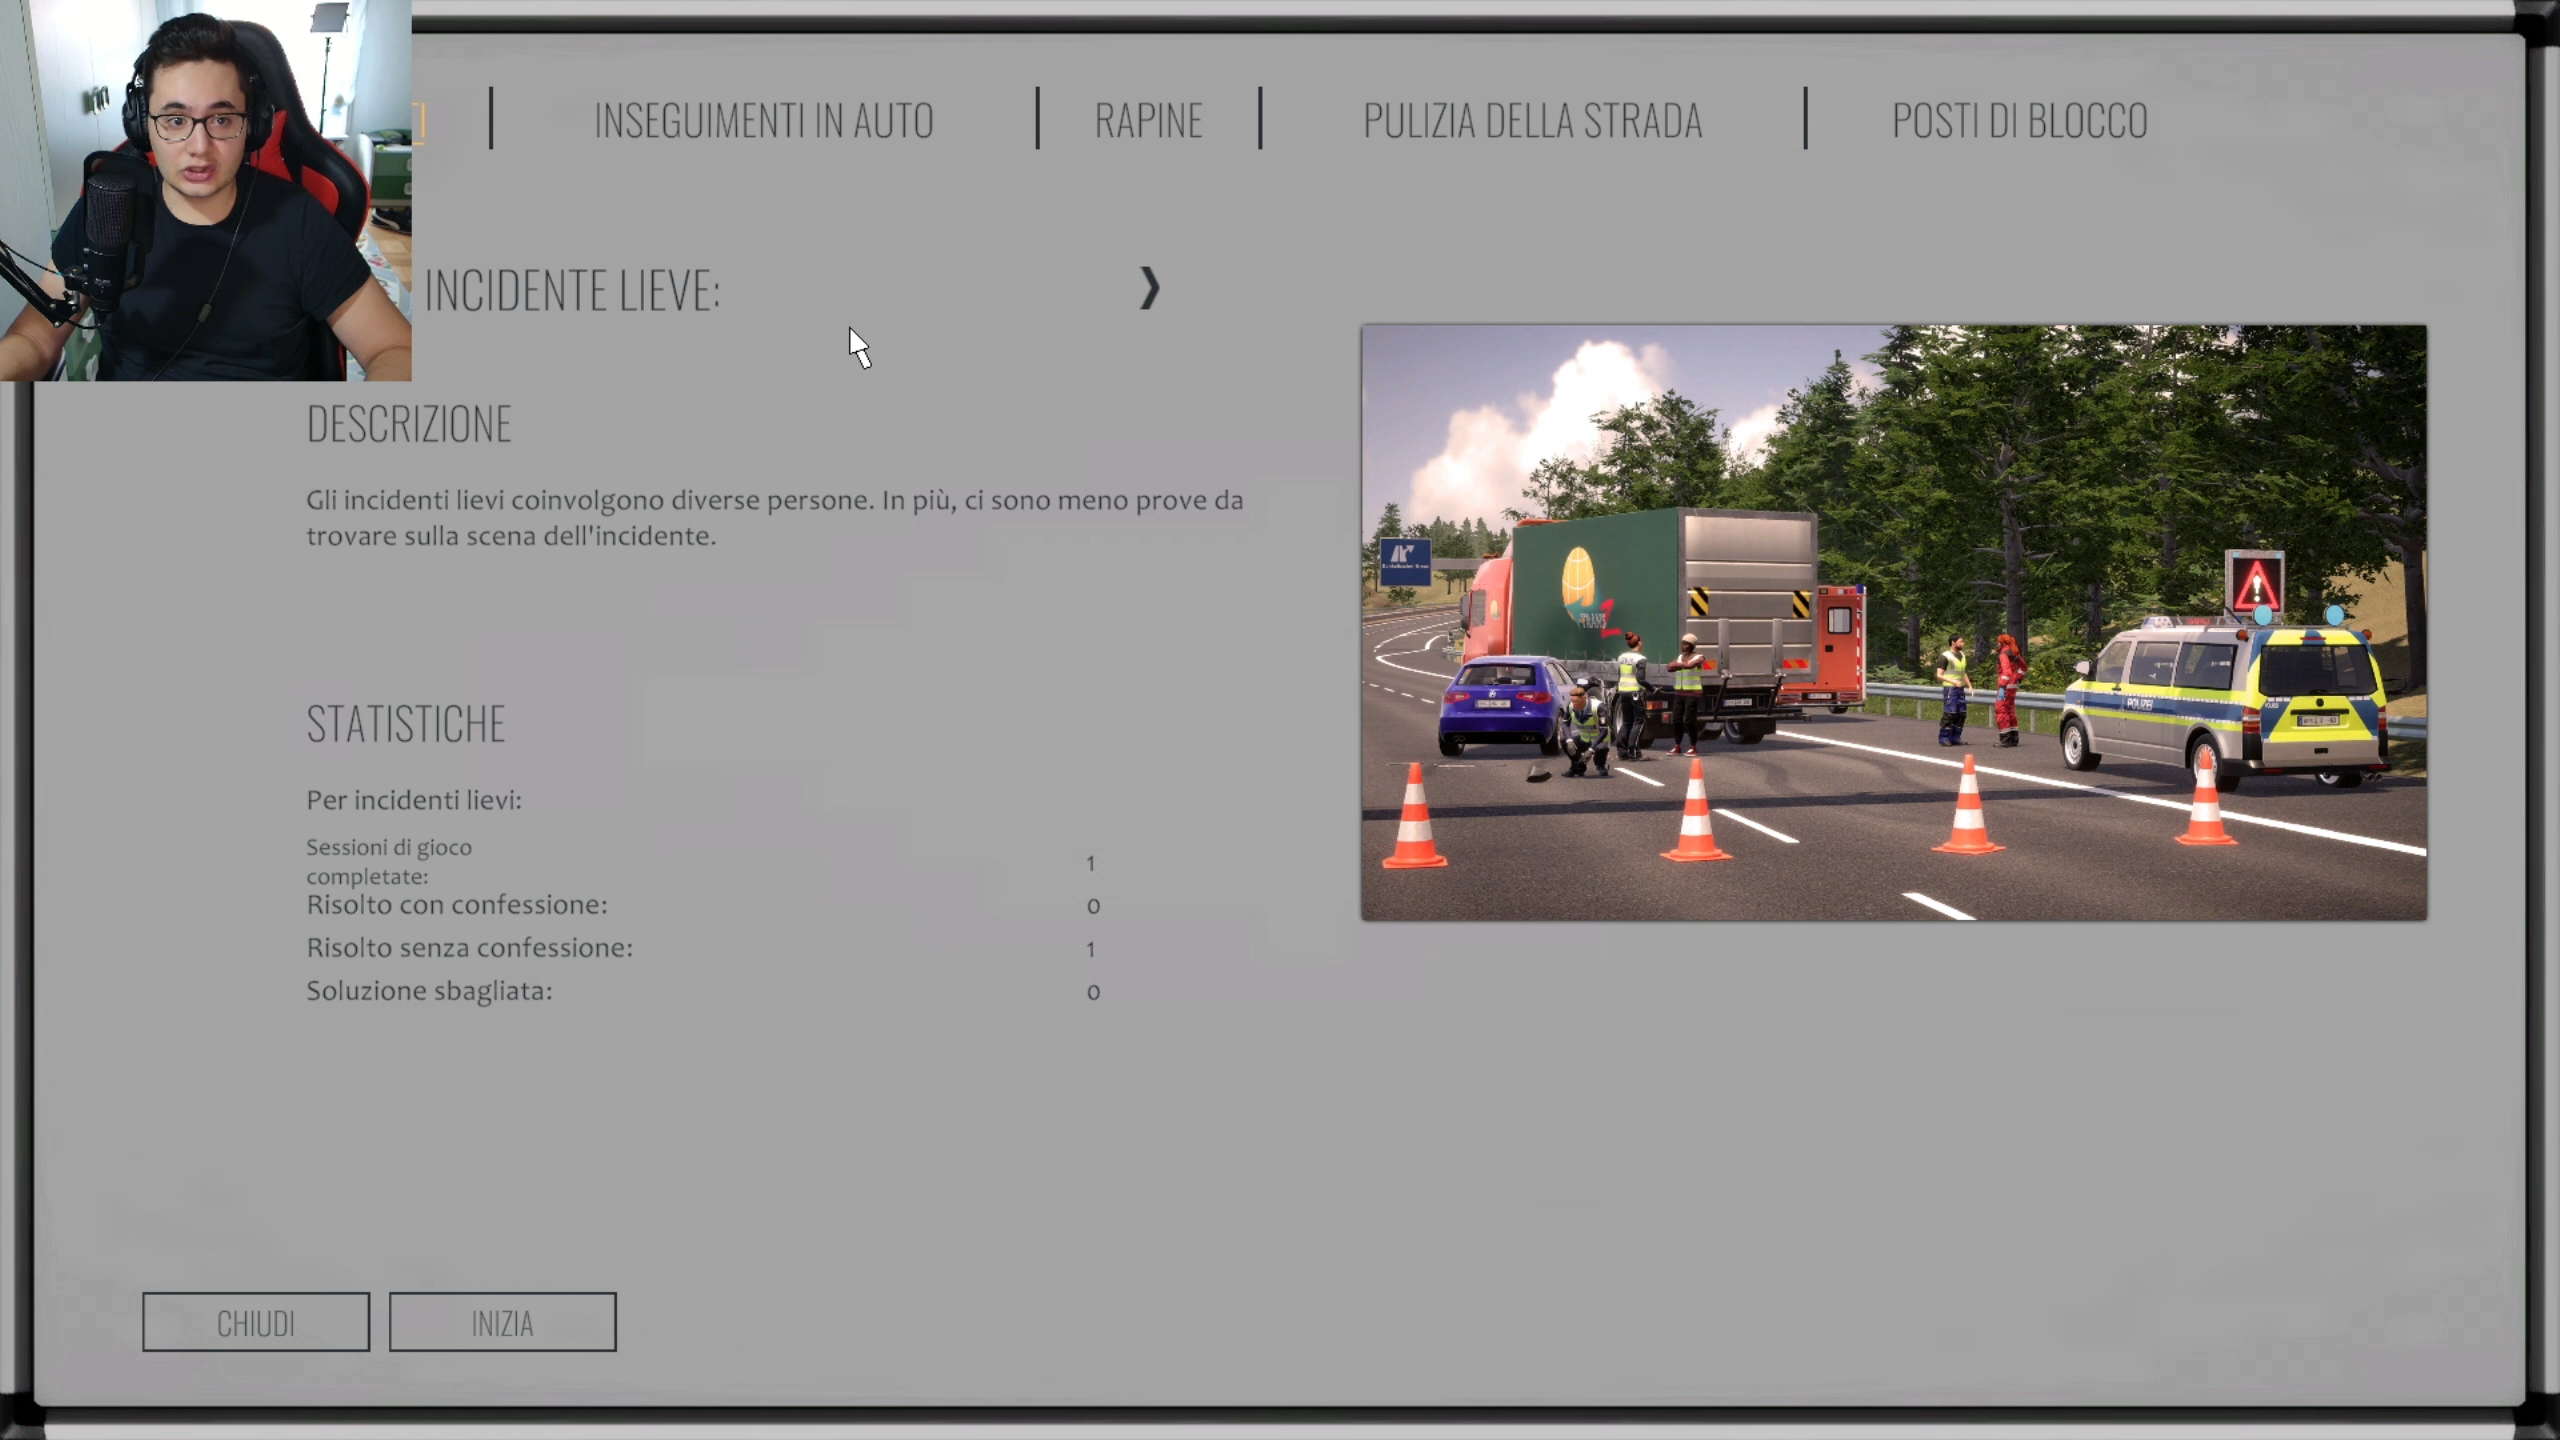 INSEGUIMENTI IN AUTO
RAPINE
PULIZIA DELLA STRADA
POSTI DI BLOCCO
INCIDENTE LIEVE:
DESCRIZIONE
Gli incidenti lievi coinvolgono diverse persone. In più, ci sono meno prove da
trovare sulla scena dell'incidente.
STATISTICHE
Per incidenti lievi:
Sessioni di gioco
completate:
1
Risolto con confessione: 0
Risolto senza confessione: 1
Soluzione sbagliata: 0
POLIZEI
CHIUDI
INIZIA